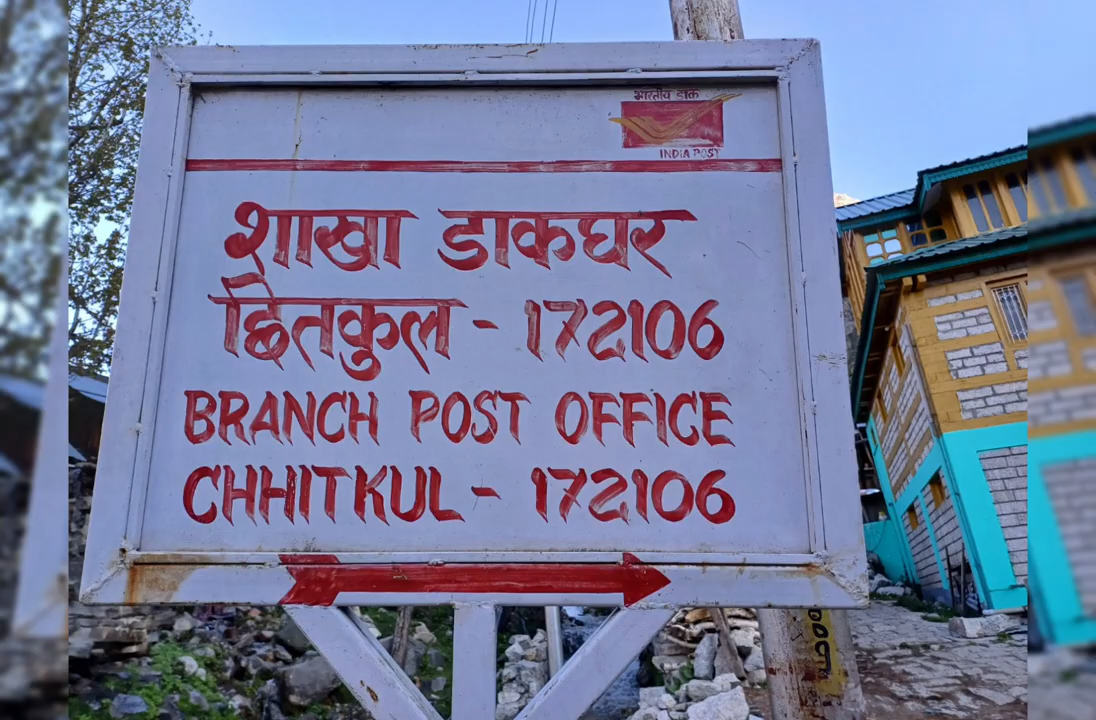 भारतीय डाक
INDIA POST
शाखा डाकघर
छितकुल - 172106
BRANCH POST OFFICE
CHHITKUL - 172106